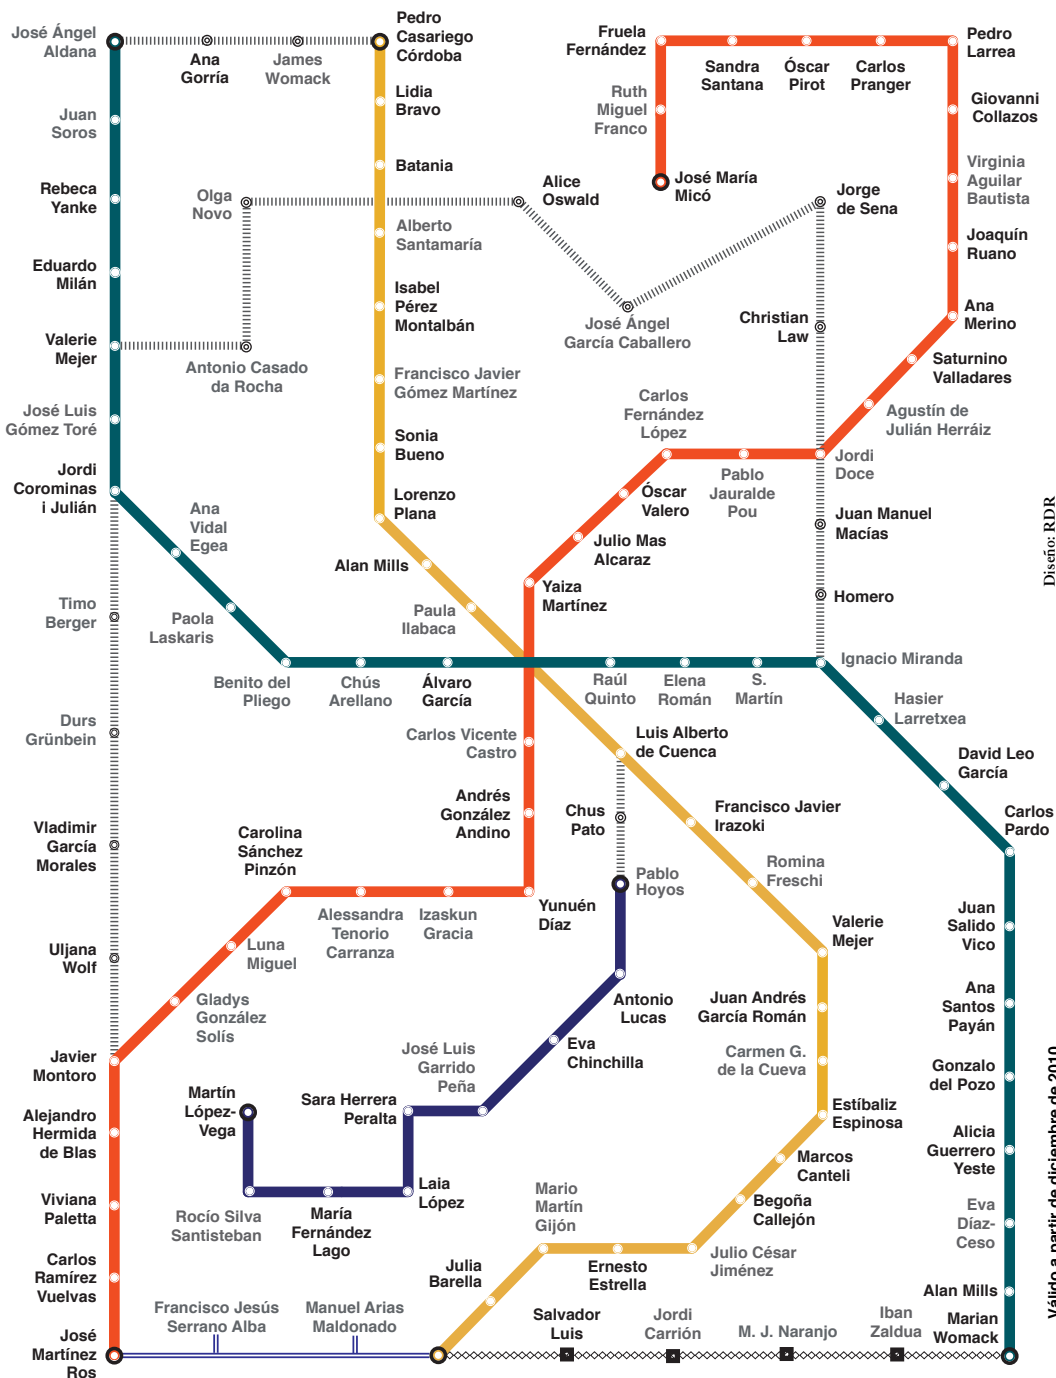 José Ángel
Aldana
Ana
Gorría
James
Womack
Pedro
Casariego
Córdoba
Fruela
Fernández
Sandra
Santana
Óscar
Pirot
Carlos
Pranger
Pedro
Larrea
Juan
Soros
Lidia
Bravo
Ruth
Miguel
Franco
Giovanni
Collazos
Rebeca
Yanke
Olga
Novo
Batania
Alice
Oswald
José María
Micó
Jorge
de Sena
Virginia
Aguilar
Bautista
Alberto
Santamaría
Joaquín
Ruano
Eduardo
Milán
Isabel
Pérez
Montalbán
José Ángel
García Caballero
Christian
Law
Ana
Merino
Valerie
Mejer
Antonio Casado
da Rocha
Francisco Javier
Gómez Martínez
Saturnino
Valladares
José Luis
Gómez Toré
Carlos
Fernández
López
Agustín de
Julián Herráiz
Sonia
Bueno
Jordi
Corominas
i Julián
Lorenzo
Plana
Óscar
Valero
Pablo
Jauralde
Pou
Jordi
Doce
Ana
Vidal
Egea
Julio Mas
Alcaraz
Juan Manuel
Macías
Diseño: RDR
Alan Mills
Yaiza
Martínez
Homero
Timo
Berger
Paola
Laskaris
Paula
Ilabaca
Benito del
Pliego
Chús
Arellano
Álvaro
García
Raúl
Quinto
Elena
Román
S.
Martín
Ignacio Miranda
Hasier
Larretxea
Durs
Grünbein
Carlos Vicente
Castro
Luis Alberto
de Cuenca
David Leo
García
Vladimir
García
Morales
Carolina
Sánchez
Pinzón
Andrés
González
Andino
Chus
Pato
Francisco Javier
Irazoki
Carlos
Pardo
Pablo
Hoyos
Romina
Freschi
Alessandra
Tenorio
Carranza
Izaskun
Gracia
Yunuén
Díaz
Valerie
Mejer
Juan
Salido
Vico
Uljana
Wolf
Luna
Miguel
Gladys
González
Solís
Antonio
Lucas
Juan Andrés
García Román
Ana
Santos
Payán
Javier
Montoro
José Luis
Garrido
Peña
Eva
Chinchilla
Carmen G.
de la Cueva
Gonzalo
del Pozo
Martín
López-
Vega
Sara Herrera
Peralta
Estíbaliz
Espinosa
Alejandro
Hermida
de Blas
Marcos
Canteli
Alicia
Guerrero
Yeste
Viviana
Paletta
Rocío Silva
Santisteban
María
Fernández
Lago
Laia
López
Mario
Martín
Gijón
Begoña
Callejón
Eva
Díaz-
Ceso
Carlos
Ramírez
Vuelvas
Julia
Barella
Ernesto
Estrella
Julio César
Jiménez
Alan Mills
Francisco Jesús
Serrano Alba
Manuel Arias
Maldonado
Salvador
Luis
Jordi
Carrión
M. J. Naranjo
Iban
Zaldua
Marian
Womack
José
Martínez
Ros
Válido a partir de diciembre de 2010